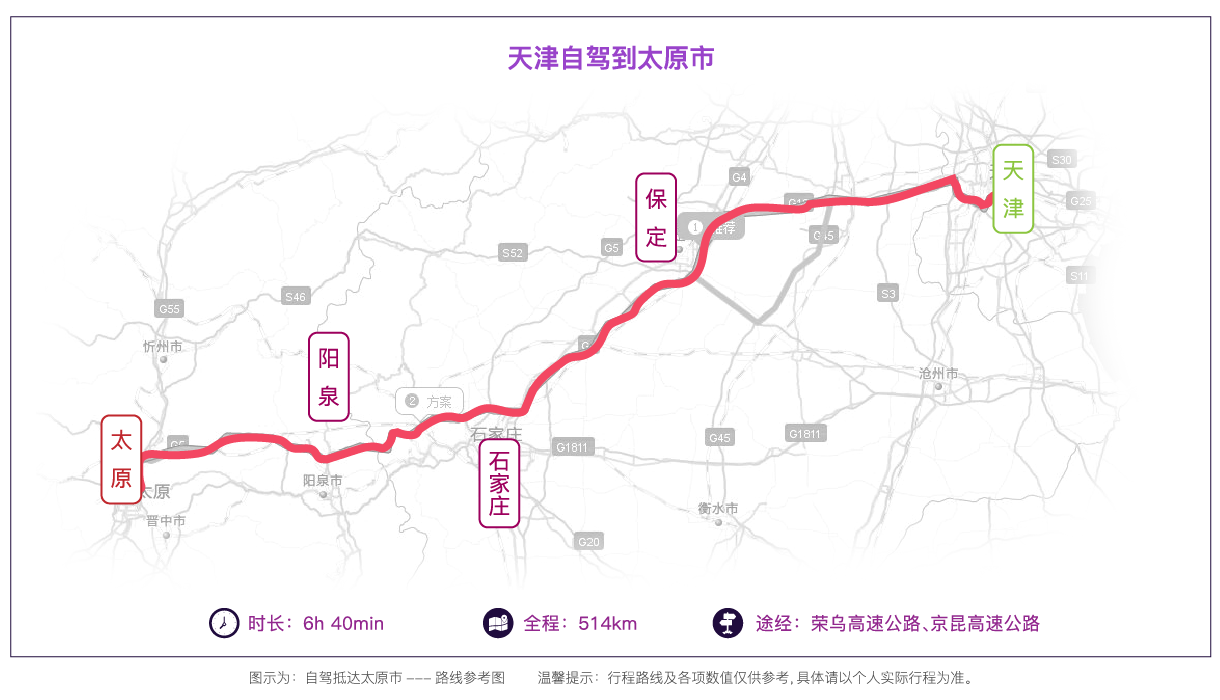 天津自驾到太原市
天津
S30
G4
保定
G25
1
G5
S52
S11
S3
S46
G55
忻州市
阳泉
沧州市
2 方案
太原
G5
石家庄
G1811
G45
G1811
石家庄
阳泉市
太原
晋中市
衡水市
G20
时长：6h 40min
全程：514km
途经：荣乌高速公路、京昆高速公路
图示为：自驾抵达太原市 --- 路线参考图
温馨提示：行程路线及各项数值仅供参考,具体请以个人实际行程为准。